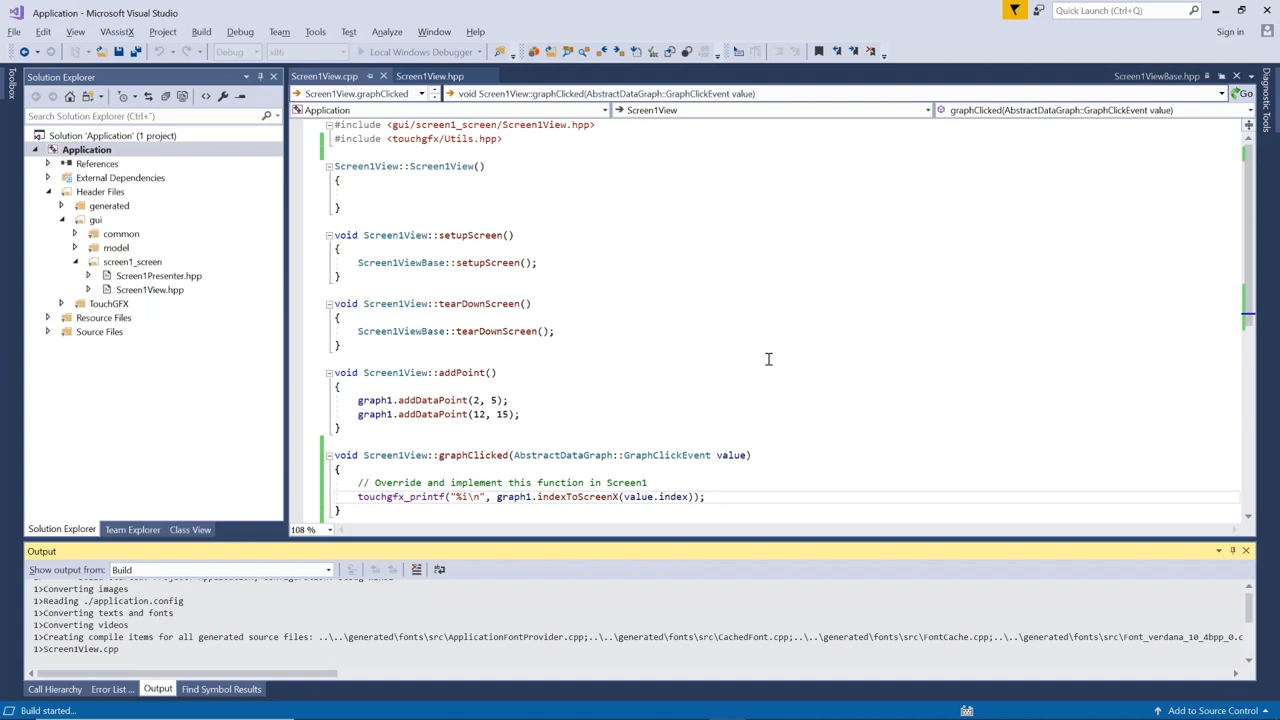 Application - Microsoft Visual Studio
Quick Launch (Ctrl+Q)
File Edit View VAssistX Project Build Debug Team Tools Test Analyze Window Help
Sign in
Debug x86 Local Windows Debugger
Toolbox
Solution Explorer
Search Solution Explorer (Ctrl+)
Solution 'Application' (1 project)
Application
References
External Dependencies
Header Files
generated
gui
common
model
screen1_screen
Screen1Presenter.hpp
Screen1View.hpp
TouchGFX
Resource Files
Source Files
Solution Explorer Team Explorer Class View
Screen1View.cpp Screen1View.hpp Screen1ViewBase.hpp
Screen1View.graphClicked void Screen1View::graphClicked(AbstractDataGraph::GraphClickEvent value) Go
Application Screen1View graphClicked(AbstractDataGraph::GraphClickEvent value)
#include <gui/screen1_screen/Screen1View.hpp>
#include <touchgfx/Utils.hpp>
Screen1View::Screen1View()
{
}
void Screen1View::setupScreen()
{
Screen1ViewBase::setupScreen();
}
void Screen1View::tearDownScreen()
{
Screen1ViewBase::tearDownScreen();
}
void Screen1View::addPoint()
{
graph1.addDataPoint(2, 5);
graph1.addDataPoint(12, 15);
}
void Screen1View::graphClicked(AbstractDataGraph::GraphClickEvent value)
{
// Override and implement this function in Screen1
touchgfx_printf("%i\n", graph1.indexToScreenX(value.index));
}
108 %
Diagnostic Tools
Output
Show output from: Build
1>Converting images
1>Reading ./application.config
1>Converting texts and fonts
1>Converting videos
1>Creating compile items for all generated source files: ..\..\generated\fonts\src\ApplicationFontProvider.cpp;..\..\generated\fonts\src\CachedFont.cpp;..\..\generated\fonts\src\FontCache.cpp;..\..\generated\fonts\src\Font_verdana_10_4bpp_0.c
1>Screen1View.cpp
Call Hierarchy Error List ... Output Find Symbol Results
Build started... Add to Source Control